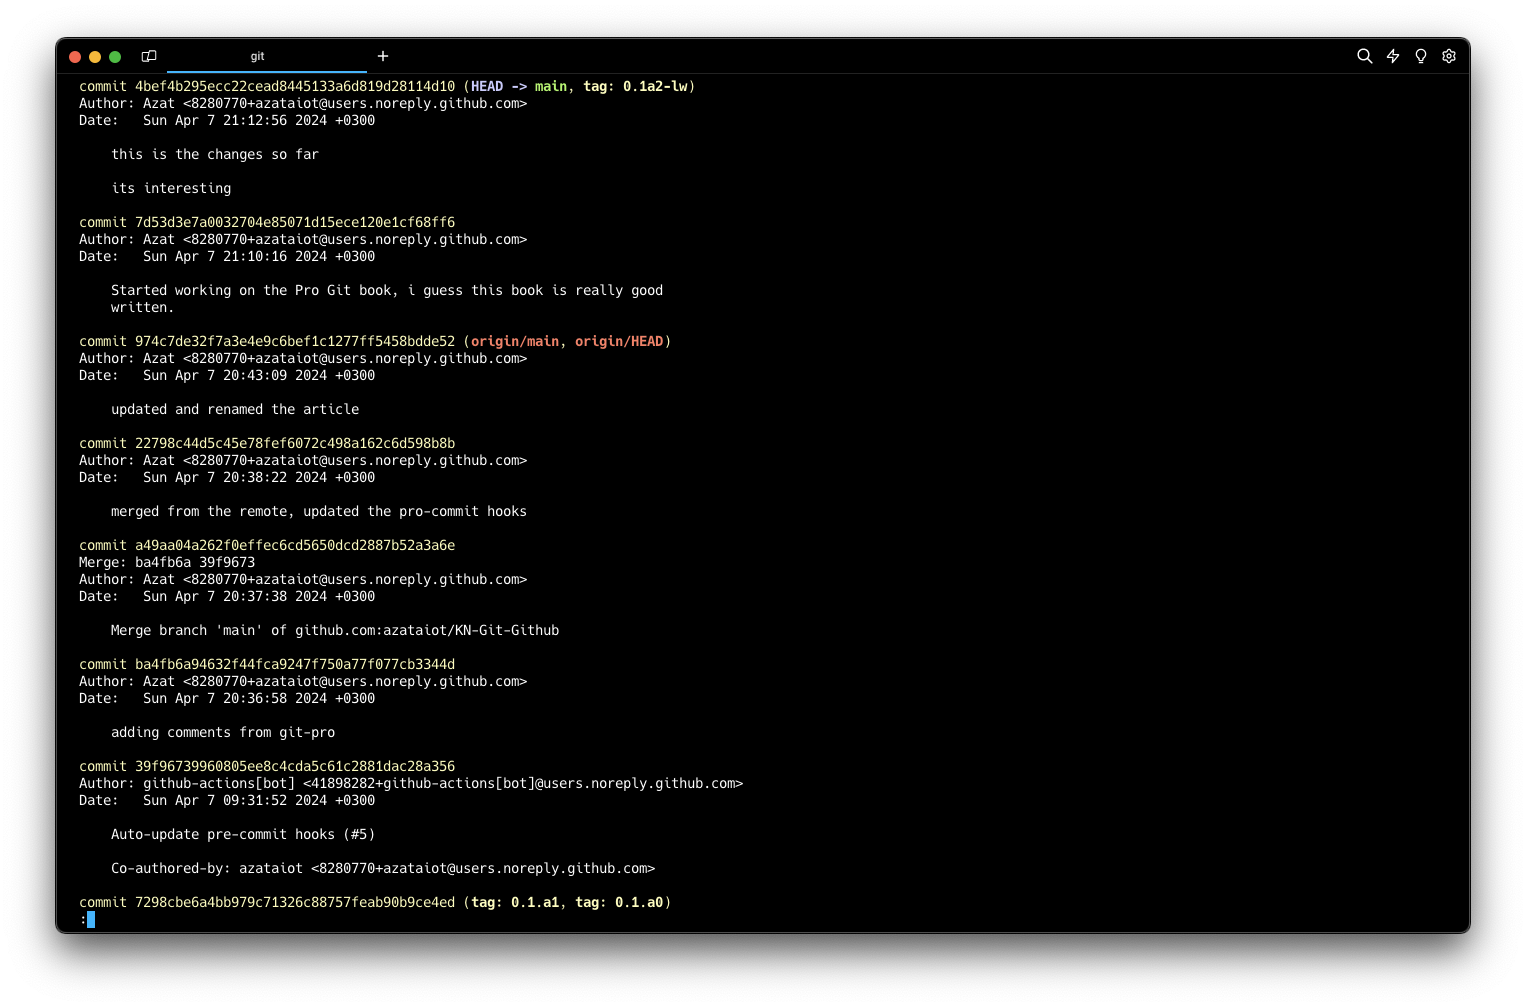 git
+
commit 4bef4b295ecc22cead8445133a6d819d28114d10 (HEAD -> main, tag: 0.1a2-lw)
Author: Azat <8280770+azataiot@users.noreply.github.com>
Date:   Sun Apr 7 21:12:56 2024 +0300
    this is the changes so far
    its interesting
commit 7d53d3e7a0032704e85071d15ece120e1cf68ff6
Author: Azat <8280770+azataiot@users.noreply.github.com>
Date:   Sun Apr 7 21:10:16 2024 +0300
    Started working on the Pro Git book, i guess this book is really good
    written.
commit 974c7de32f7a3e4e9c6bef1c1277ff5458bdde52 (origin/main, origin/HEAD)
Author: Azat <8280770+azataiot@users.noreply.github.com>
Date:   Sun Apr 7 20:43:09 2024 +0300
    updated and renamed the article
commit 22798c44d5c45e78fef6072c498a162c6d598b8b
Author: Azat <8280770+azataiot@users.noreply.github.com>
Date:   Sun Apr 7 20:38:22 2024 +0300
    merged from the remote, updated the pro-commit hooks
commit a49aa04a262f0effec6cd5650dcd2887b52a3a6e
Merge: ba4fb6a 39f9673
Author: Azat <8280770+azataiot@users.noreply.github.com>
Date:   Sun Apr 7 20:37:38 2024 +0300
    Merge branch 'main' of github.com:azataiot/KN-Git-Github
commit ba4fb6a94632f44fca9247f750a77f077cb3344d
Author: Azat <8280770+azataiot@users.noreply.github.com>
Date:   Sun Apr 7 20:36:58 2024 +0300
    adding comments from git-pro
commit 39f96739960805ee8c4cda5c61c2881dac28a356
Author: github-actions[bot] <41898282+github-actions[bot]@users.noreply.github.com>
Date:   Sun Apr 7 09:31:52 2024 +0300
    Auto-update pre-commit hooks (#5)
    Co-authored-by: azataiot <8280770+azataiot@users.noreply.github.com>
commit 7298cbe6a4bb979c71326c88757feab90b9ce4ed (tag: 0.1.a1, tag: 0.1.a0)
: